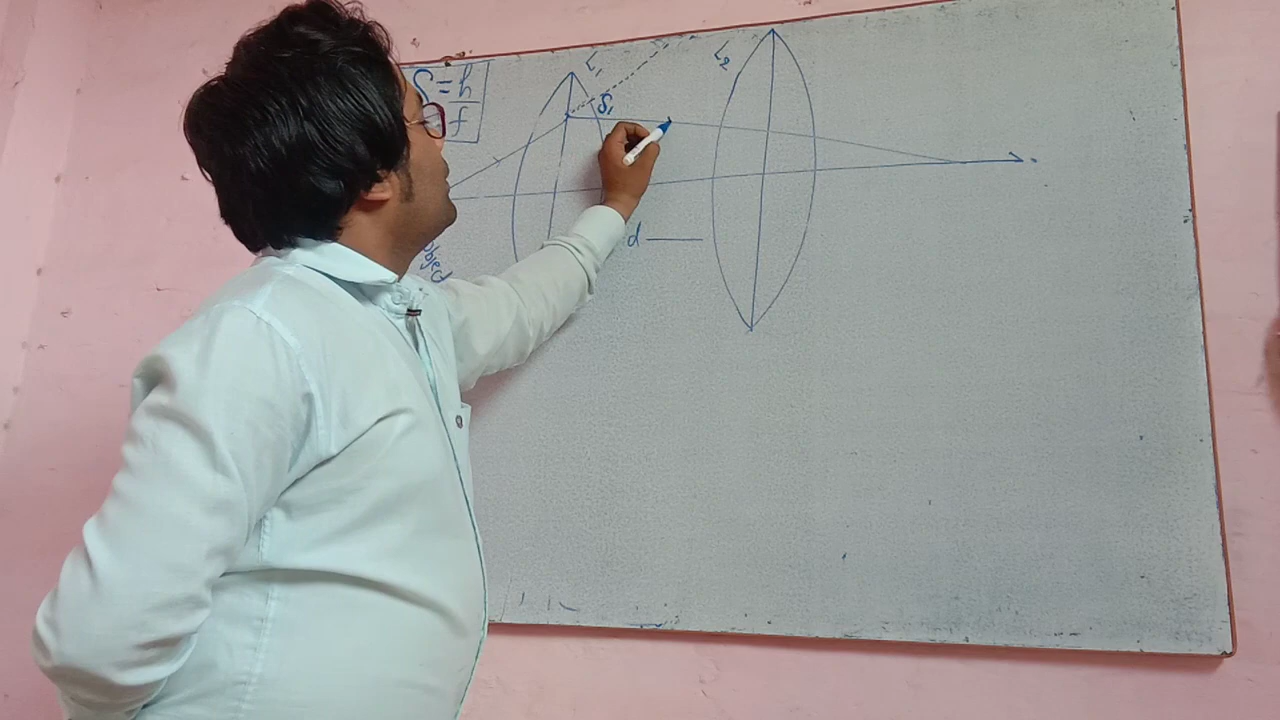 h/f = δ
L₁
L₂
δ₁
d
object